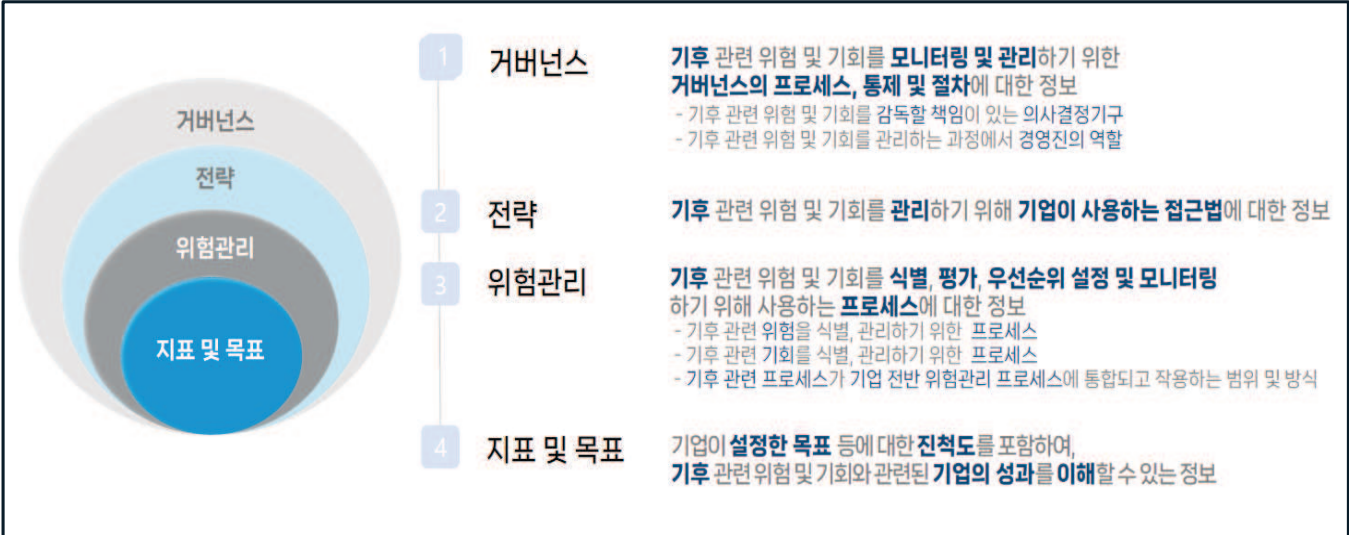 거버넌스
전략
위험관리
지표 및 목표
1
거버넌스
기후 관련 위험 및 기회를 모니터링 및 관리하기 위한
거버넌스의 프로세스, 통제 및 절차에 대한 정보
- 기후 관련 위험 및 기회를 감독할 책임이 있는 의사결정기구
- 기후 관련 위험 및 기회를 관리하는 과정에서 경영진의 역할
2
전략
기후 관련 위험 및 기회를 관리하기 위해 기업이 사용하는 접근법에 대한 정보
3
위험관리
기후 관련 위험 및 기회를 식별, 평가, 우선순위 설정 및 모니터링
하기 위해 사용하는 프로세스에 대한 정보
- 기후 관련 위험을 식별, 관리하기 위한 프로세스
- 기후 관련 기회를 식별, 관리하기 위한 프로세스
- 기후 관련 프로세스가 기업 전반 위험관리 프로세스에 통합되고 작용하는 범위 및 방식
4
지표 및 목표
기업이 설정한 목표 등에 대한 진척도를 포함하여,
기후 관련 위험 및 기회와 관련된 기업의 성과를 이해할 수 있는 정보